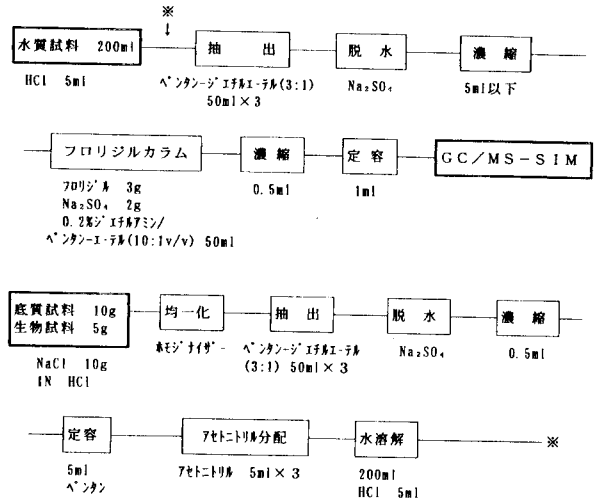 ※
↓
水質試料 200ml
抽 出
脱 水
濃 縮
HCl 5ml
ﾍﾟﾝﾀﾝ-ｼﾞｴﾁﾙｴｰﾃﾙ(3:1)
50ml×3
Na₂SO₄
5ml以下
フロリジルカラム
濃 縮
定 容
GC/MS-SIM
ﾌﾛﾘｼﾞﾙ 3g
Na₂SO₄ 2g
0.2%ｼﾞｴﾁﾙｱﾐﾝ/
ﾍﾟﾝﾀﾝｰｴ-ﾃﾙ(10:1v/v) 50ml
0.5ml
1ml
底質試料 10g
生物試料 5g
均一化
抽 出
脱 水
濃 縮
NaCl 10g
1N HCl
ﾎﾓｼﾞﾅｲｻﾞｰ
ﾍﾟﾝﾀﾝ-ｼﾞｴﾁﾙｴｰﾃﾙ
(3:1) 50ml×3
Na₂SO₄
0.5ml
定容
アセトニトリル分配
水溶解
※
5ml
ﾍﾟﾝﾀﾝ
ｱｾﾄﾆﾄﾘﾙ 5ml×3
200ml
HCl 5ml